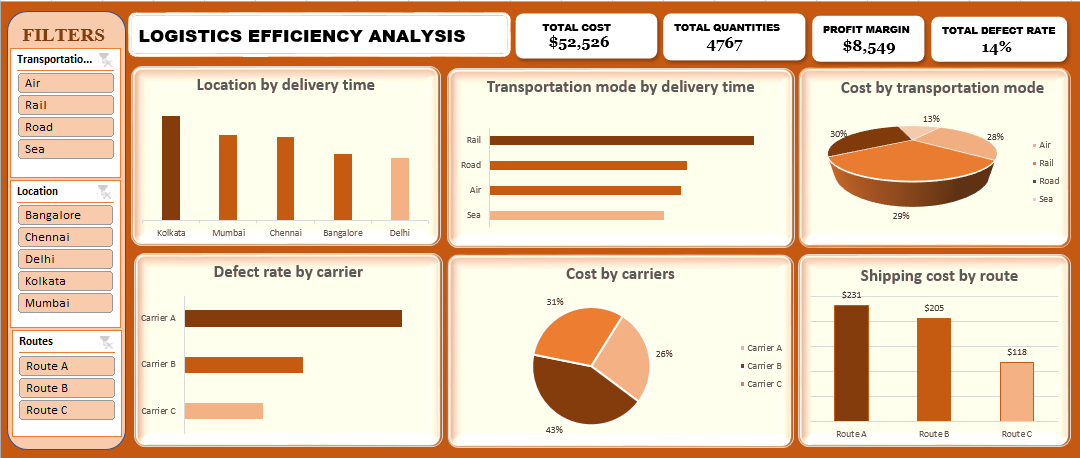 FILTERS
Transportatio...
Air
Rail
Road
Sea
Location
Bangalore
Chennai
Delhi
Kolkata
Mumbai
Routes
Route A
Route B
Route C
LOGISTICS EFFICIENCY ANALYSIS
TOTAL COST
$52,526
TOTAL QUANTITIES
4767
PROFIT MARGIN
$8,549
TOTAL DEFECT RATE
14%
Location by delivery time
Kolkata Mumbai Chennai Bangalore Delhi
Transportation mode by delivery time
Rail
Road
Air
Sea
Cost by transportation mode
13%
30%
28%
29%
Air
Rail
Road
Sea
Defect rate by carrier
Carrier A
Carrier B
Carrier C
Cost by carriers
31%
26%
43%
Carrier A
Carrier B
Carrier C
Shipping cost by route
$231
$205
$118
Route A Route B Route C